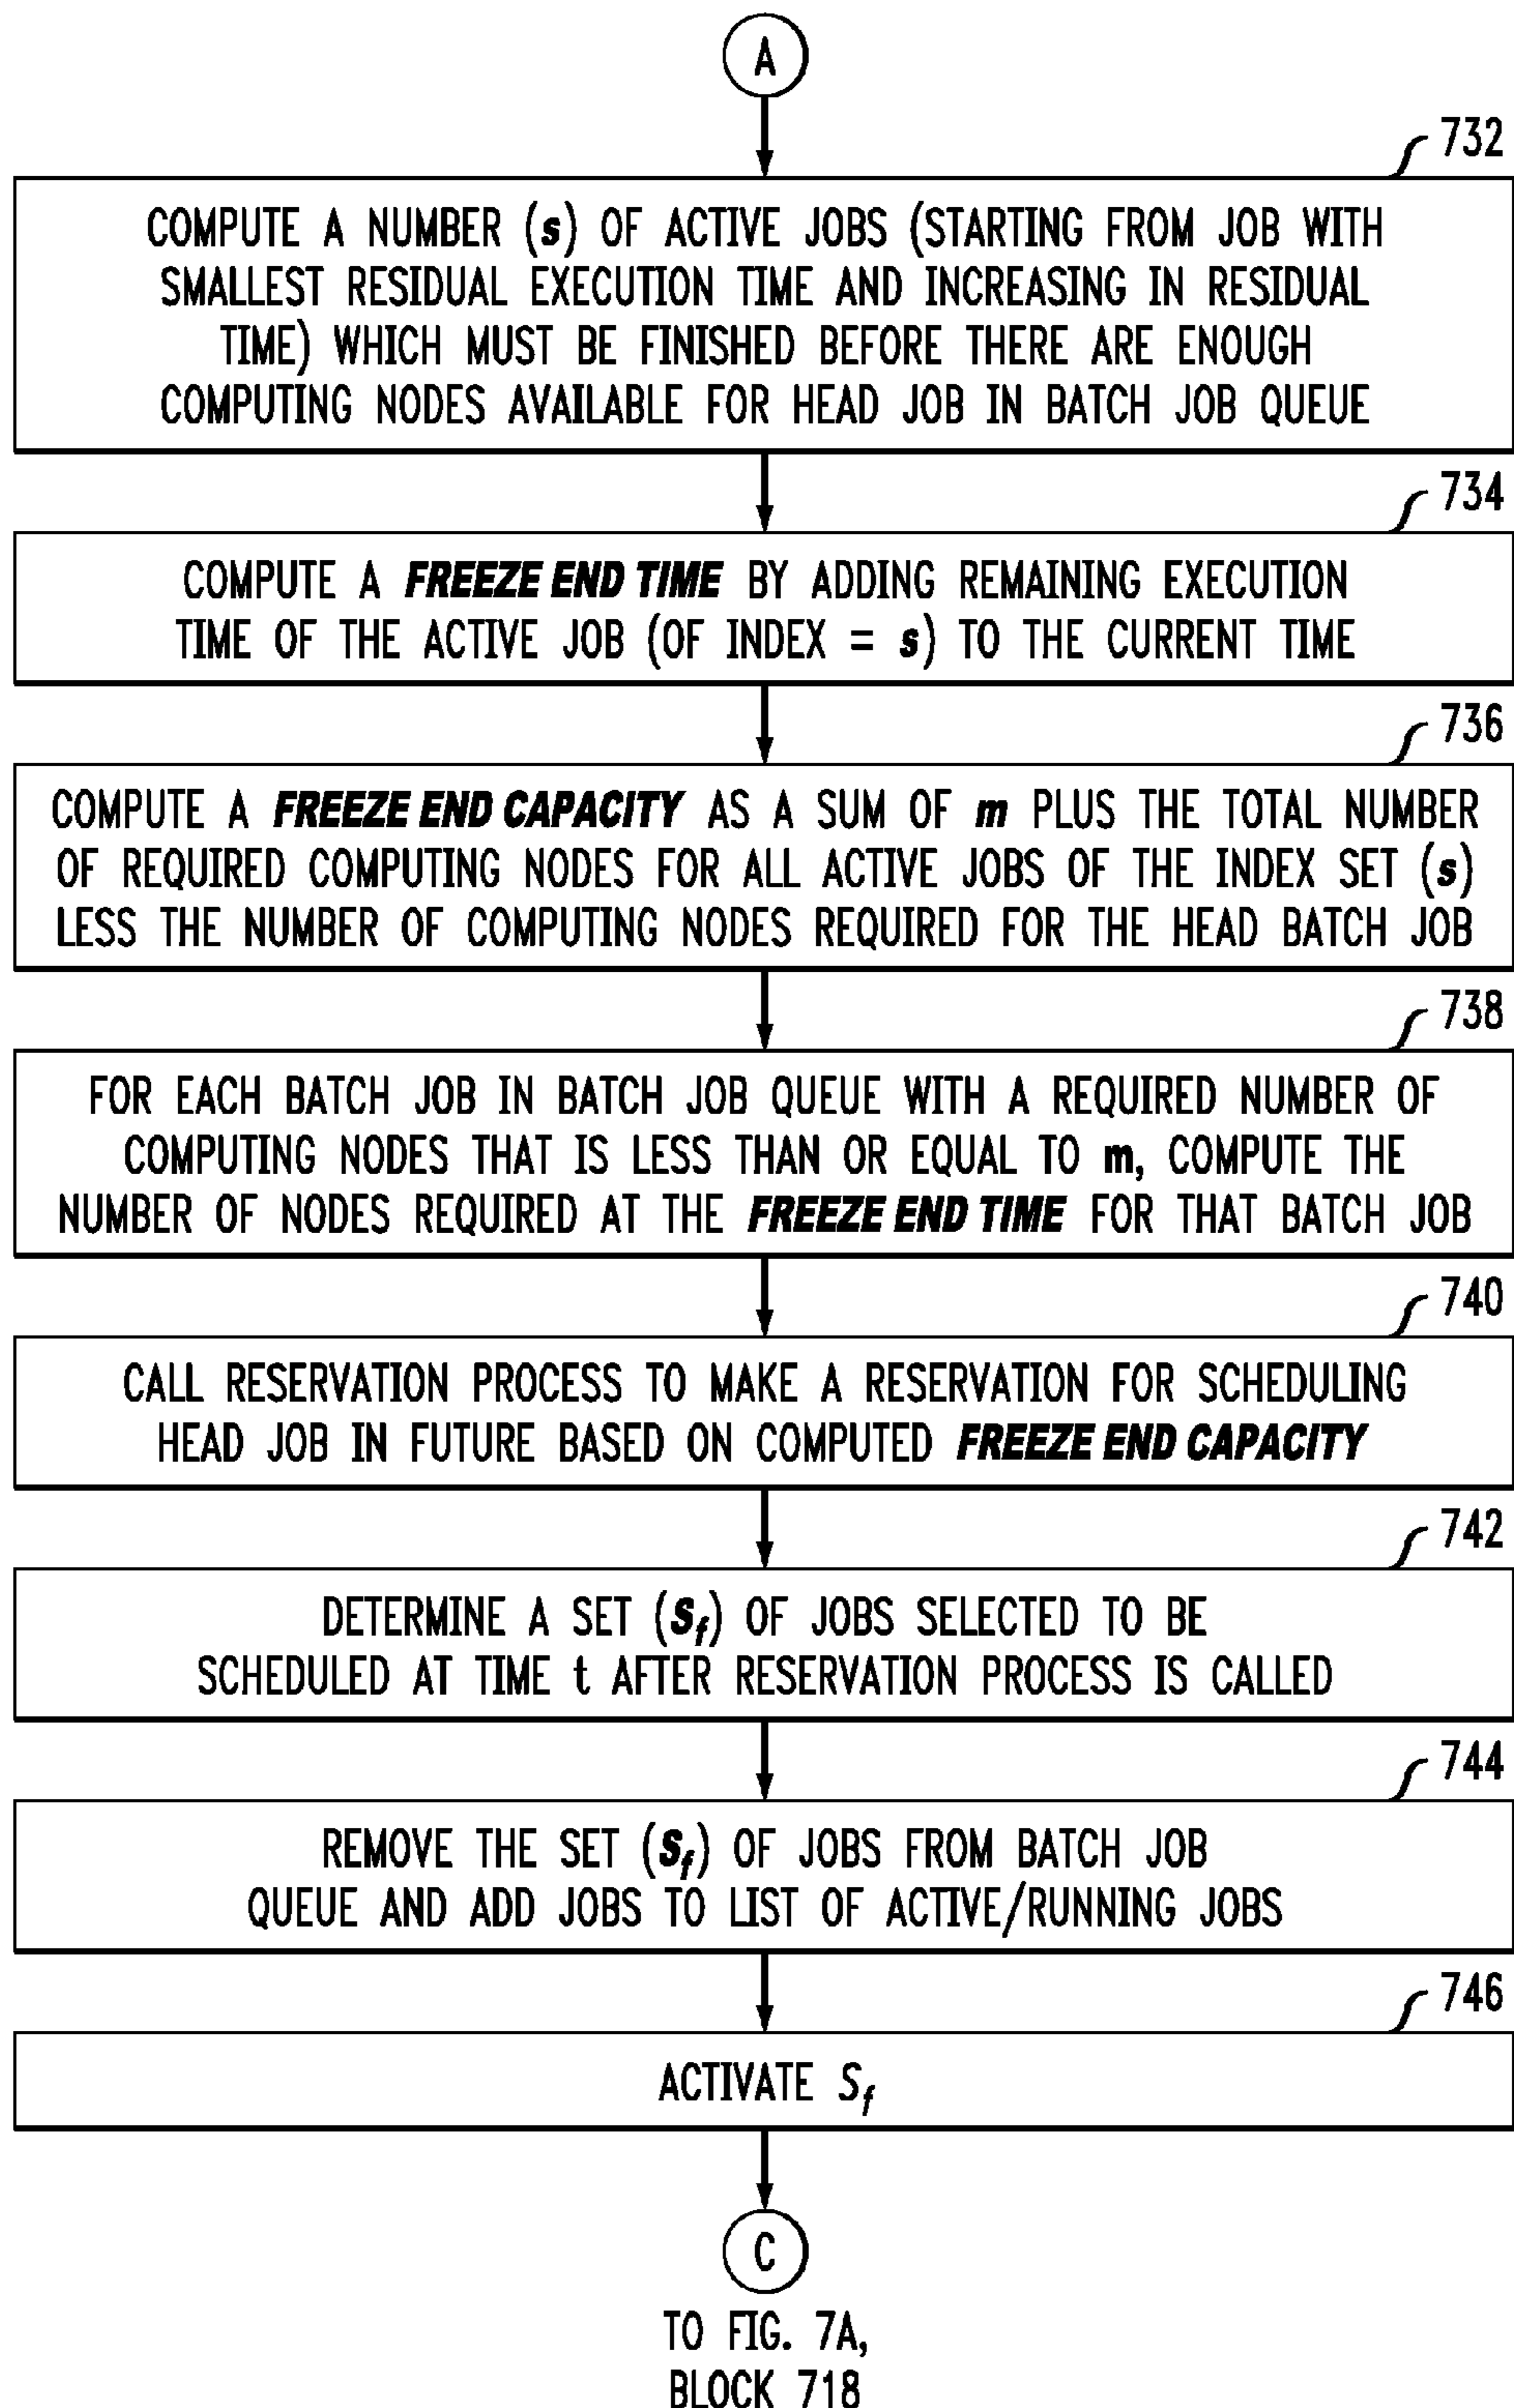 A
732
COMPUTE A NUMBER (s) OF ACTIVE JOBS (STARTING FROM JOB WITH
SMALLEST RESIDUAL EXECUTION TIME AND INCREASING IN RESIDUAL
TIME) WHICH MUST BE FINISHED BEFORE THERE ARE ENOUGH
COMPUTING NODES AVAILABLE FOR HEAD JOB IN BATCH JOB QUEUE
734
COMPUTE A FREEZE END TIME BY ADDING REMAINING EXECUTION
TIME OF THE ACTIVE JOB (OF INDEX = s) TO THE CURRENT TIME
736
COMPUTE A FREEZE END CAPACITY AS A SUM OF m PLUS THE TOTAL NUMBER
OF REQUIRED COMPUTING NODES FOR ALL ACTIVE JOBS OF THE INDEX SET (s)
LESS THE NUMBER OF COMPUTING NODES REQUIRED FOR THE HEAD BATCH JOB
738
FOR EACH BATCH JOB IN BATCH JOB QUEUE WITH A REQUIRED NUMBER OF
COMPUTING NODES THAT IS LESS THAN OR EQUAL TO m, COMPUTE THE
NUMBER OF NODES REQUIRED AT THE FREEZE END TIME FOR THAT BATCH JOB
740
CALL RESERVATION PROCESS TO MAKE A RESERVATION FOR SCHEDULING
HEAD JOB IN FUTURE BASED ON COMPUTED FREEZE END CAPACITY
742
DETERMINE A SET (Sf) OF JOBS SELECTED TO BE
SCHEDULED AT TIME t AFTER RESERVATION PROCESS IS CALLED
744
REMOVE THE SET (Sf) OF JOBS FROM BATCH JOB
QUEUE AND ADD JOBS TO LIST OF ACTIVE/RUNNING JOBS
746
ACTIVATE Sf
C
TO FIG. 7A,
BLOCK 718